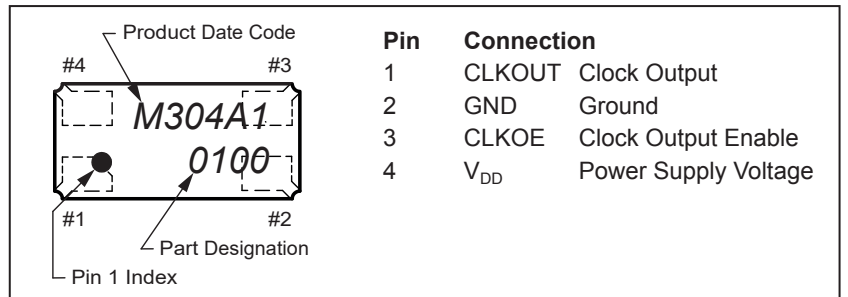 Product Date Code
#4 #3
M304A1
0100
#1 #2
Part Designation
Pin 1 Index
Pin Connection
1 CLKOUT Clock Output
2 GND Ground
3 CLKOE Clock Output Enable
4 VDD Power Supply Voltage